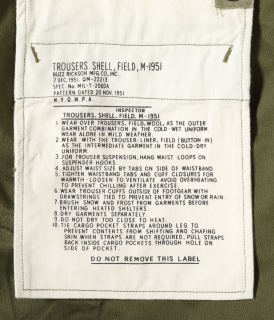 TROUSERS SHELL, FIELD, M-1951
BUZZ RICKSON MFG.CO., INC.
7 DEC. 1951. QM-22213
SPEC No. MIL-T-2060A
PATTERN DATED 20 NOV. 1951
N.Y.Q.M.P.A.
INSPECTOR
TROUSERS, SHELL, FIELD, M-1951
1. WEAR OVER TROUSERS, FIELD, WOOL, AS THE OUTER
GARMENT COMBINATION IN THE COLD-WET UNIFORM
WEAR ALONE IN MILD WEATHER.
2. WEAR WITH THE TROUSER LINER, FIELD (BUTTON IN)
AS THE INTERMEDIATE GARMENT IN THE COLD-DRY
UNIFORM.
3. FOR TROUSER SUSPENSION, HANG WAIST LOOPS ON
SUSPENDER HOOKS
4. ADJUST WAIST SIZE BY TABS ON SIDE OF WAISTBAND.
5. TIGHTEN WAISTBAND TABS AND CUFF CLOSURES FOR
WARMTH - LOOSEN TO VENTILATE AVOID OVERHEATING
TO PREVENT CHILLING AFTER EXERCISE.
6. WEAR TROUSER CUFFS OUTSIDE OF FOOTGEAR WITH
DRAWSTRINGS TIED TO PREVENT ENTRY OF SNOW OR RAIN.
7. BRUSH SNOW AND FROST FROM GARMENTS BEFORE
ENTERING HEATED SHELTERS.
8. DRY GARMENTS SEPARATELY.
9. DO NOT DRY TOO CLOSE TO HEAT.
10. TIE CARGO POCKET STRAPS AROUND LEG TO
PREVENT CONTENTS FROM SHIFTING AND CHAFING
SKIN WHEN STRAPS ARE NOT REQUIRED, PULL STRAPS
BACK INSIDE CARGO POCKETS THROUGH HOLE ON
SIDE OF POCKET.
DO NOT REMOVE THIS LABEL